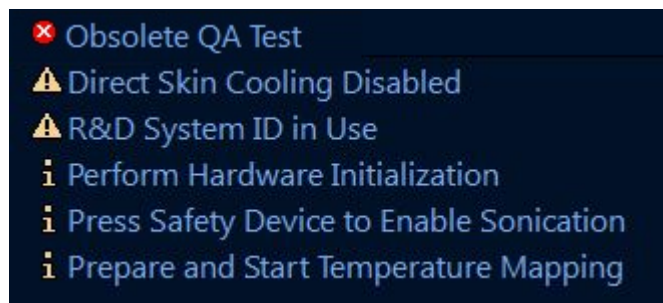 Obsolete QA Test
Direct Skin Cooling Disabled
R&D System ID in Use
i Perform Hardware Initialization
i Press Safety Device to Enable Sonication
i Prepare and Start Temperature Mapping